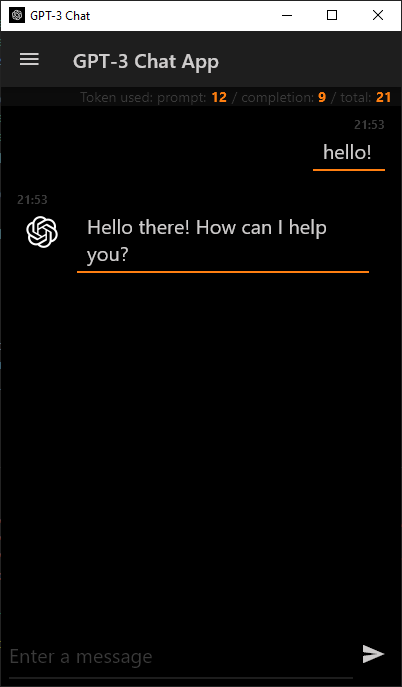 GPT-3 Chat
GPT-3 Chat App
Token used: prompt: 12 / completion: 9 / total: 21
21:53
hello!
21:53
Hello there! How can I help
you?
Enter a message